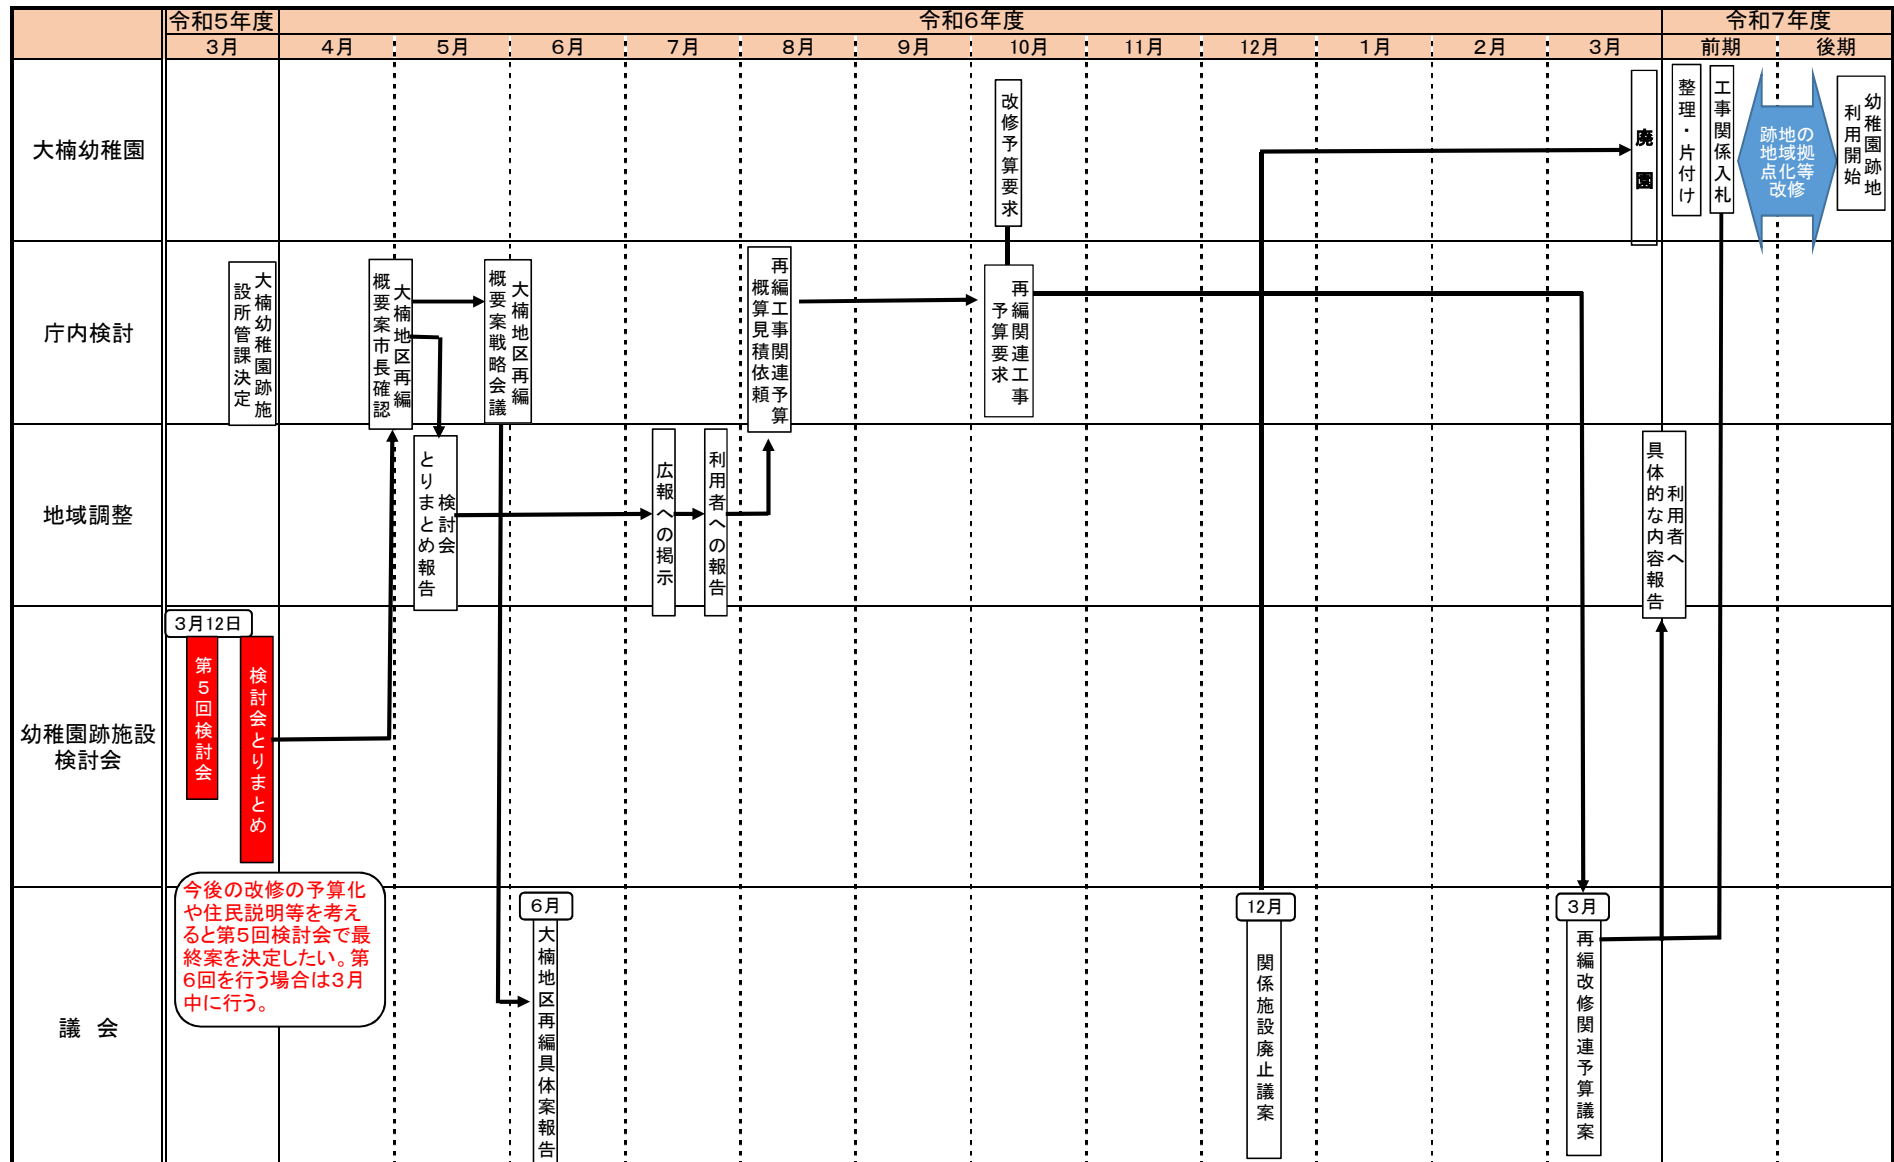 令和5年度
令和6年度
令和7年度
3月
4月
5月
6月
7月
8月
9月
10月
11月
12月
1月
2月
3月
前期
後期
大楠幼稚園
改修予算要求
廃園
整理・片付け
工事関係入札
跡地の
地域拠
点化等
改修
幼稚園跡地
利用開始
庁内検討
大楠幼稚園跡施
設所管課決定
大楠地区再編
概要案市長確認
大楠地区再編
概要案戦略会議
再編工事関連予算
概算見積依頼
再編関連工事
予算要求
地域調整
検討会
とりまとめ報告
広報への掲示
利用者への報告
利用者へ
具体的な内容報告
幼稚園跡施設
検討会
3月12日
第5回検討会
検討会とりまとめ
議 会
今後の改修の予算化
や住民説明等を考え
ると第5回検討会で最
終案を決定したい。第
6回を行う場合は3月
中に行う。
6月
大楠地区再編具体案報告
12月
関係施設廃止議案
3月
再編改修関連予算議案